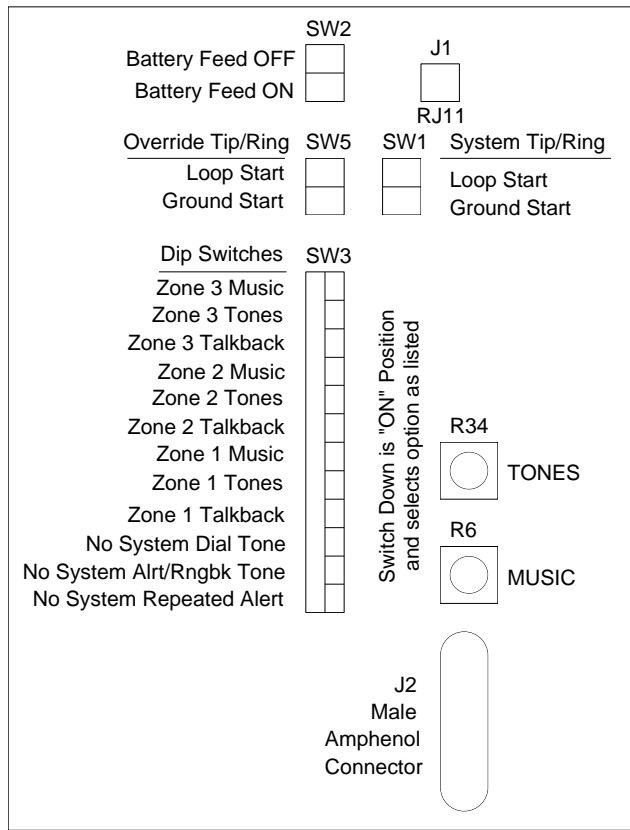 SW2
Battery Feed OFF
Battery Feed ON
J1
RJ11
Override Tip/Ring SW5 SW1 System Tip/Ring
Loop Start
Ground Start
Loop Start
Ground Start
Dip Switches SW3
Zone 3 Music
Zone 3 Tones
Zone 3 Talkback
Zone 2 Music
Zone 2 Tones
Zone 2 Talkback
Zone 1 Music
Zone 1 Tones
Zone 1 Talkback
No System Dial Tone
No System Alrt/Rngbk Tone
No System Repeated Alert
Switch Down is "ON" Position
and selects option as listed
R34
TONES
R6
MUSIC
J2
Male
Amphenol
Connector